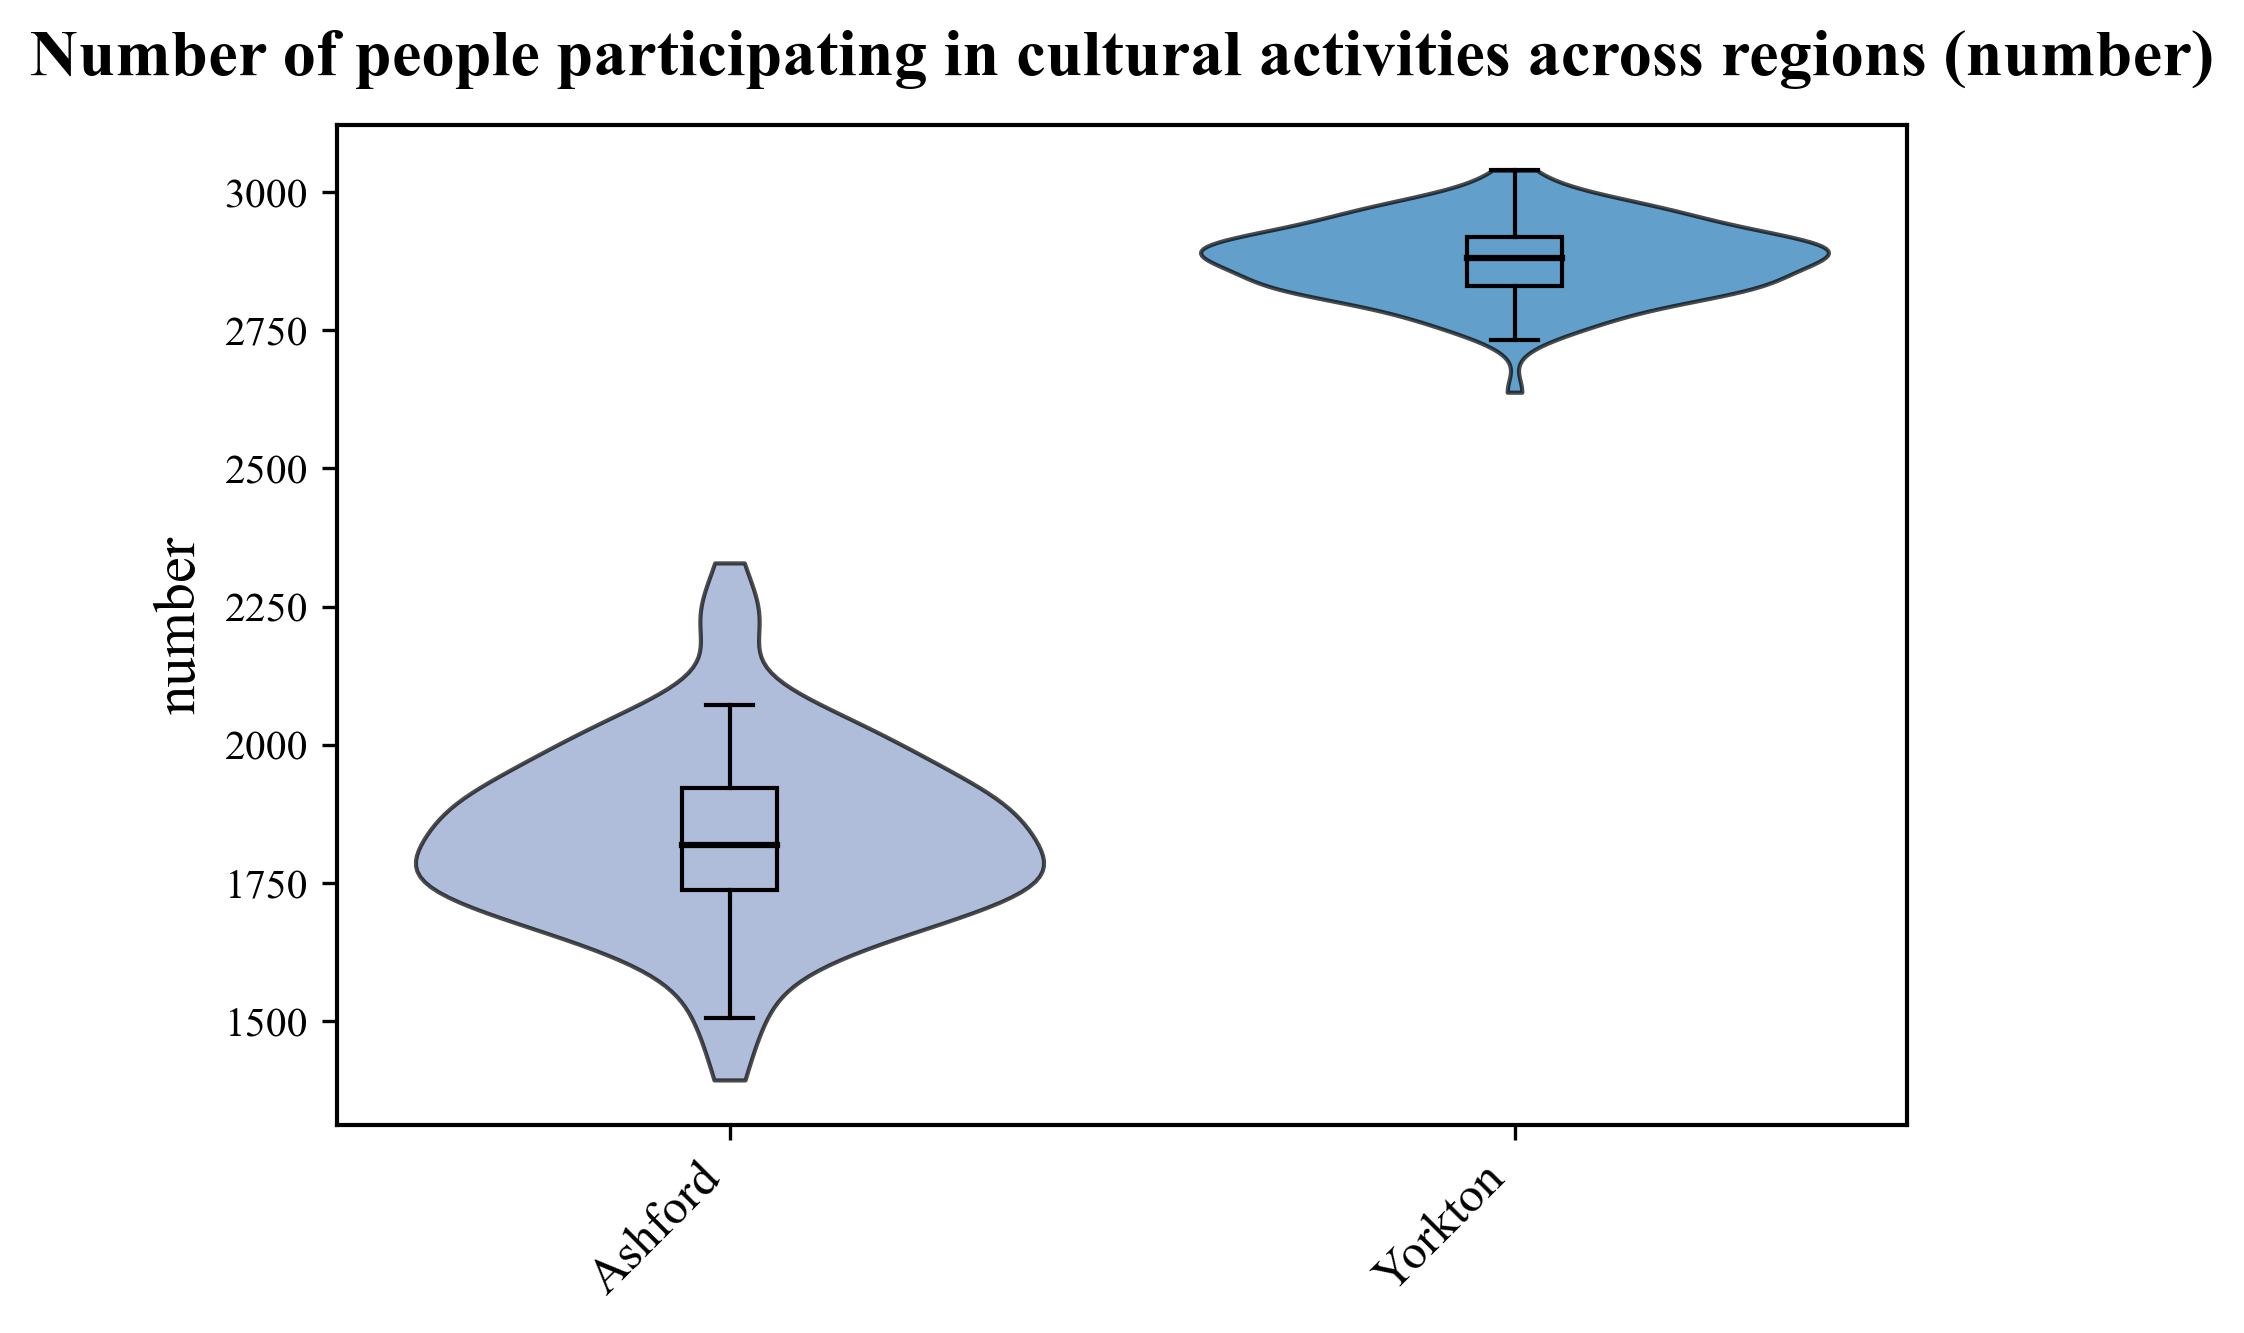 Number of people participating in cultural activities across regions (number)
3000
2750
2500
2250
2000
1750
1500
number
Ashford
Yorkton